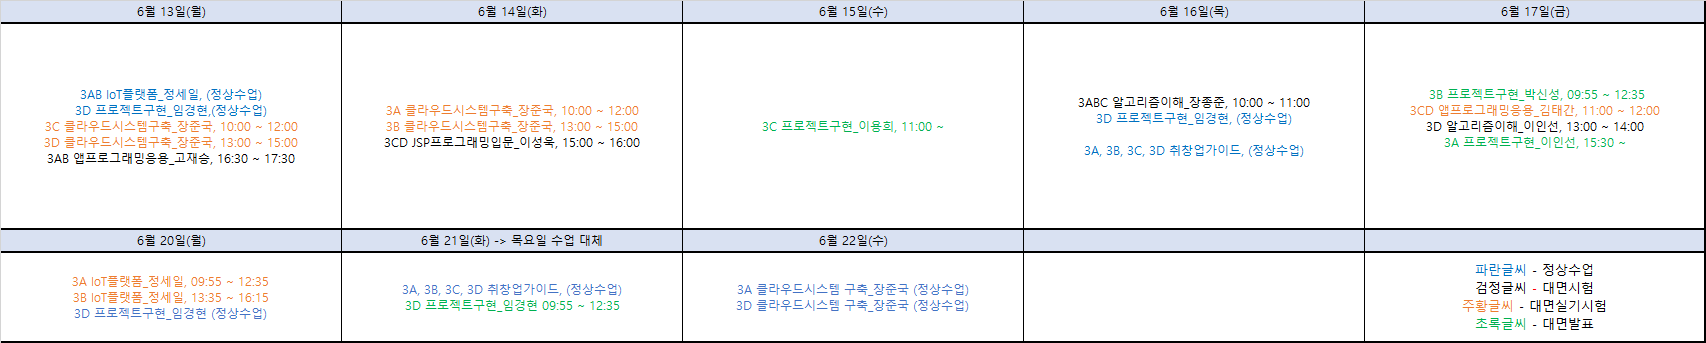 6월 13일(월)
6월 14일(화)
6월 15일(수)
6월 16일(목)
6월 17일(금)
3AB IoT플랫폼_정세일, (정상수업)
3D 프로젝트구현_임경현,(정상수업)
3C 클라우드시스템구축_장준국, 10:00 ~ 12:00
3D 클라우드시스템구축_장준국, 13:00 ~ 15:00
3AB 앱프로그래밍응용_고재승, 16:30 ~ 17:30
3A 클라우드시스템구축_장준국, 10:00 ~ 12:00
3B 클라우드시스템구축_장준국, 13:00 ~ 15:00
3CD JSP프로그래밍입문_이성욱, 15:00 ~ 16:00
3C 프로젝트구현_이용희, 11:00 ~
3ABC 알고리즘이해_장종준, 10:00 ~ 11:00
3D 프로젝트구현_임경현, (정상수업)
3A, 3B, 3C, 3D 취창업가이드, (정상수업)
3B 프로젝트구현_박신성, 09:55 ~ 12:35
3CD 앱프로그래밍응용_김태간, 11:00 ~ 12:00
3D 알고리즘이해_이인선, 13:00 ~ 14:00
3A 프로젝트구현_이인선, 15:30 ~
6월 20일(월)
6월 21일(화) -> 목요일 수업 대체
6월 22일(수)
3A IoT플랫폼_정세일, 09:55 ~ 12:35
3B IoT플랫폼_정세일, 13:35 ~ 16:15
3D 프로젝트구현_임경현 (정상수업)
3A, 3B, 3C, 3D 취창업가이드, (정상수업)
3D 프로젝트구현_임경현 09:55 ~ 12:35
3A 클라우드시스템 구축_장준국 (정상수업)
3D 클라우드시스템 구축_장준국 (정상수업)
파란글씨 - 정상수업
검정글씨 - 대면시험
주황글씨 - 대면실기시험
초록글씨 - 대면발표